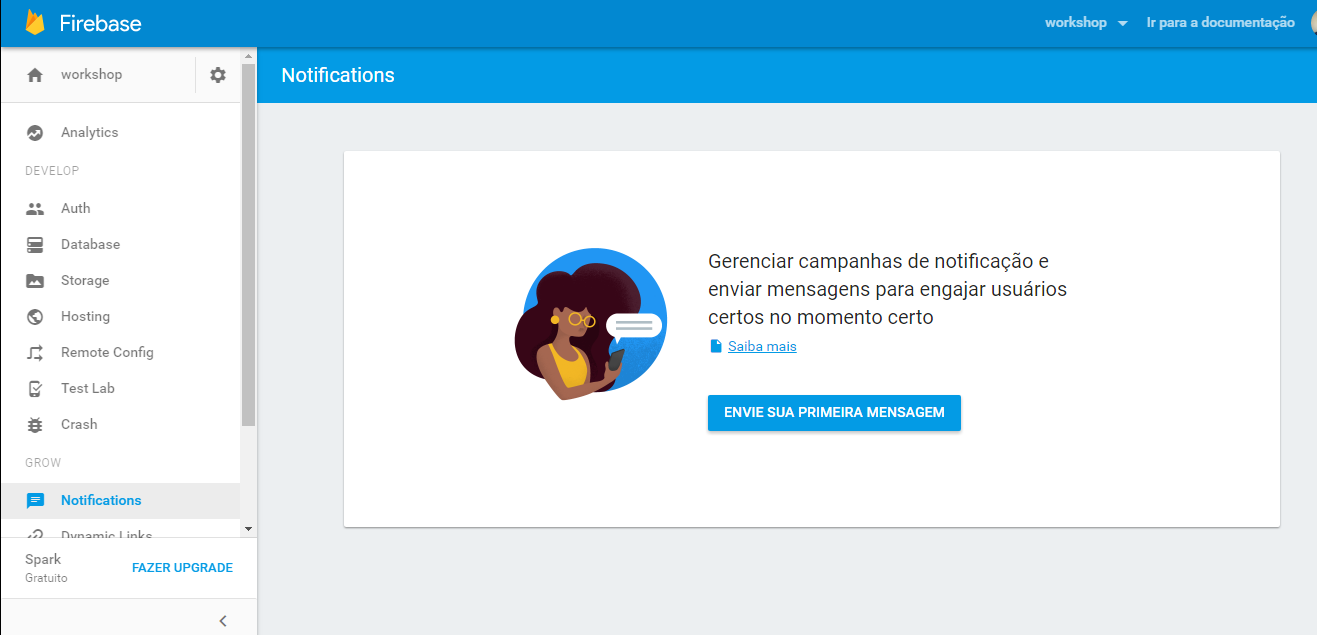 Firebase
workshop
Ir para a documentação
workshop
Notifications
Analytics
DEVELOP
Auth
Database
Storage
Hosting
Remote Config
Test Lab
Crash
GROW
Notifications
Dynamic Links
Spark
Gratuito
FAZER UPGRADE
Gerenciar campanhas de notificação e
enviar mensagens para engajar usuários
certos no momento certo
Saiba mais
ENVIE SUA PRIMEIRA MENSAGEM